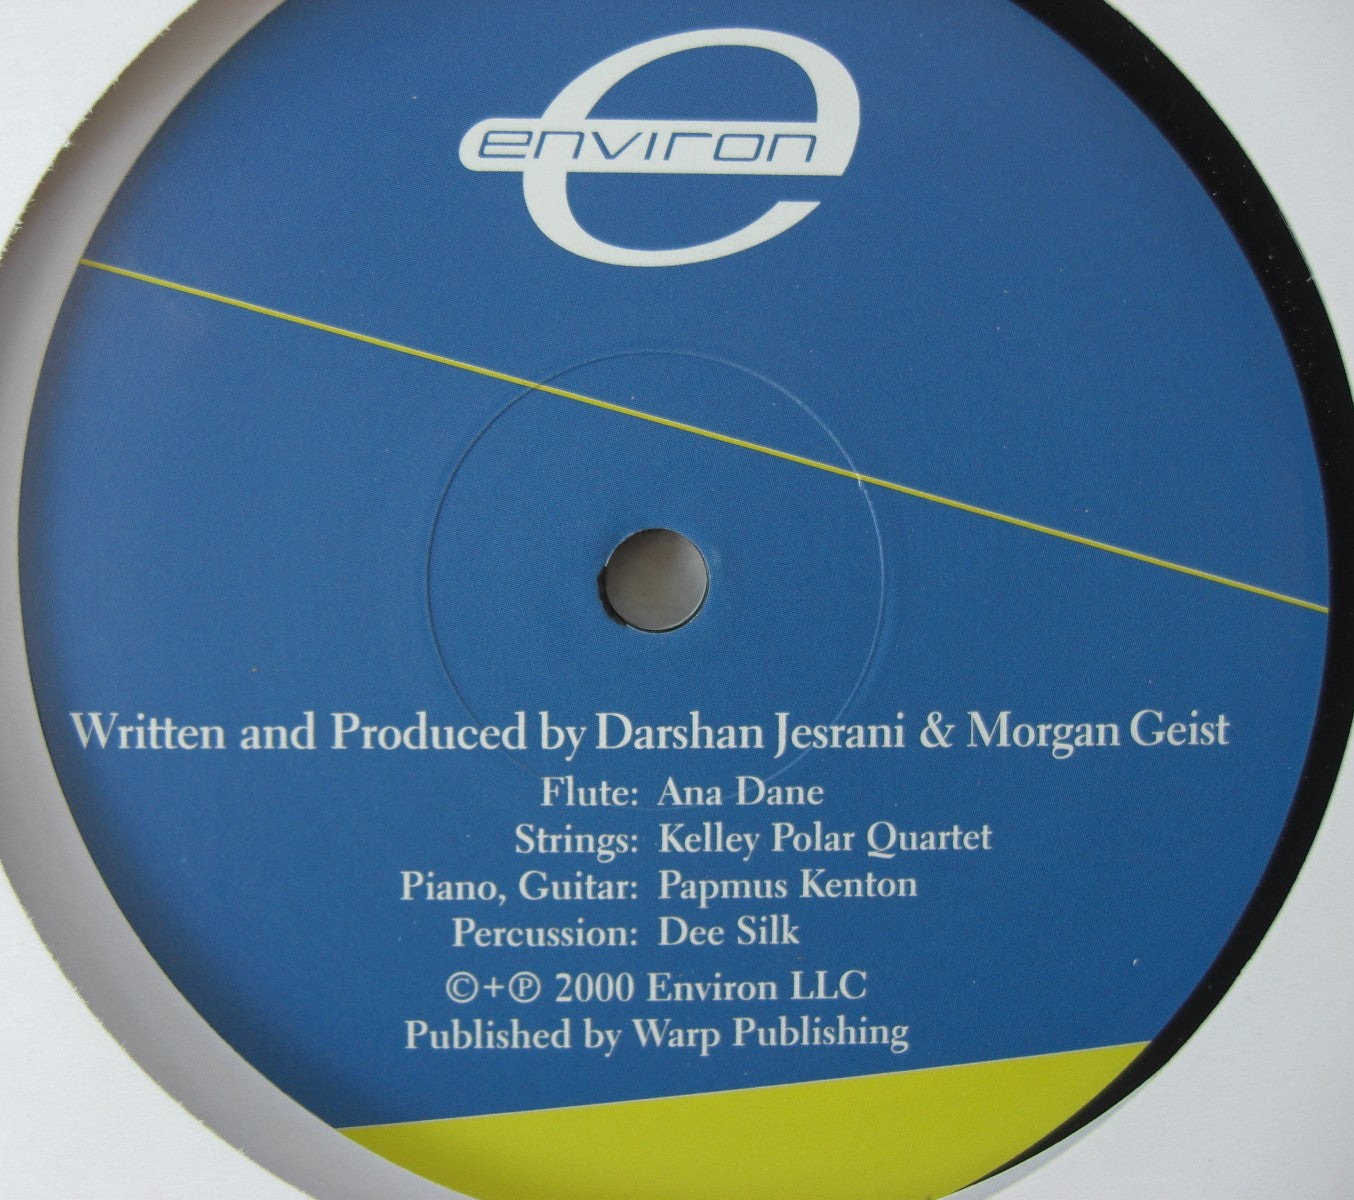 environ
Written and Produced by Darshan Jesrani & Morgan Geist
Flute: Ana Dane
Strings: Kelley Polar Quartet
Piano, Guitar: Papmus Kenton
Percussion: Dee Silk
©+℗ 2000 Environ LLC
Published by Warp Publishing